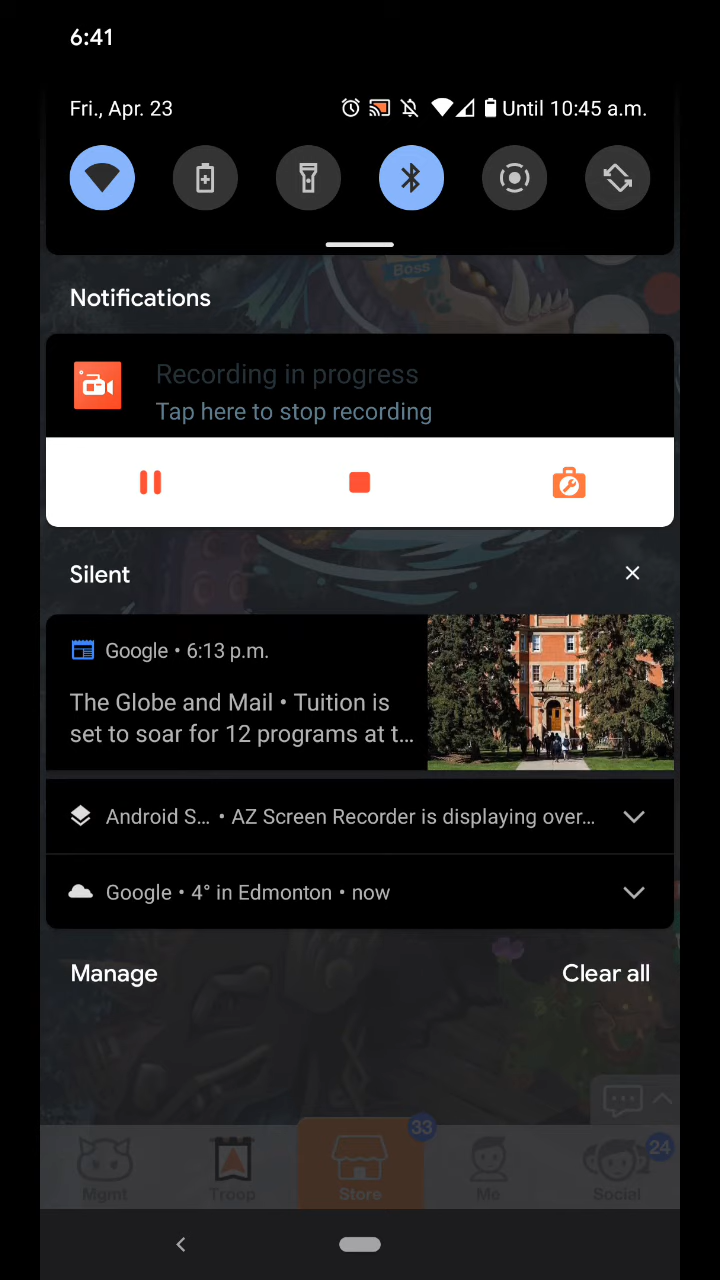 6:41
Fri., Apr. 23
Until 10:45 a.m.
Boss
Notifications
Recording in progress
Tap here to stop recording
Silent
Google • 6:13 p.m.
The Globe and Mail • Tuition is
set to soar for 12 programs at t...
Android S... • AZ Screen Recorder is displaying over...
Google • 4° in Edmonton • now
Manage
Clear all
33
24
Mgmt
Troop
Store
Me
Social